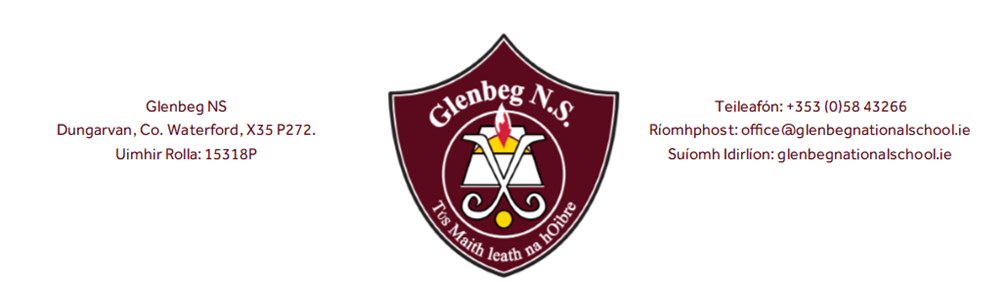 Glenbeg NS
Dungarvan, Co. Waterford, X35 P272.
Uimhir Rolla: 15318P
Glenbeg N.S.
Tús Maith leath na hOibre
Teileafón: +353 (0)58 43266
Ríomhphost: office@glenbegnationalschool.ie
Suíomh Idirlíon: glenbegnationalschool.ie